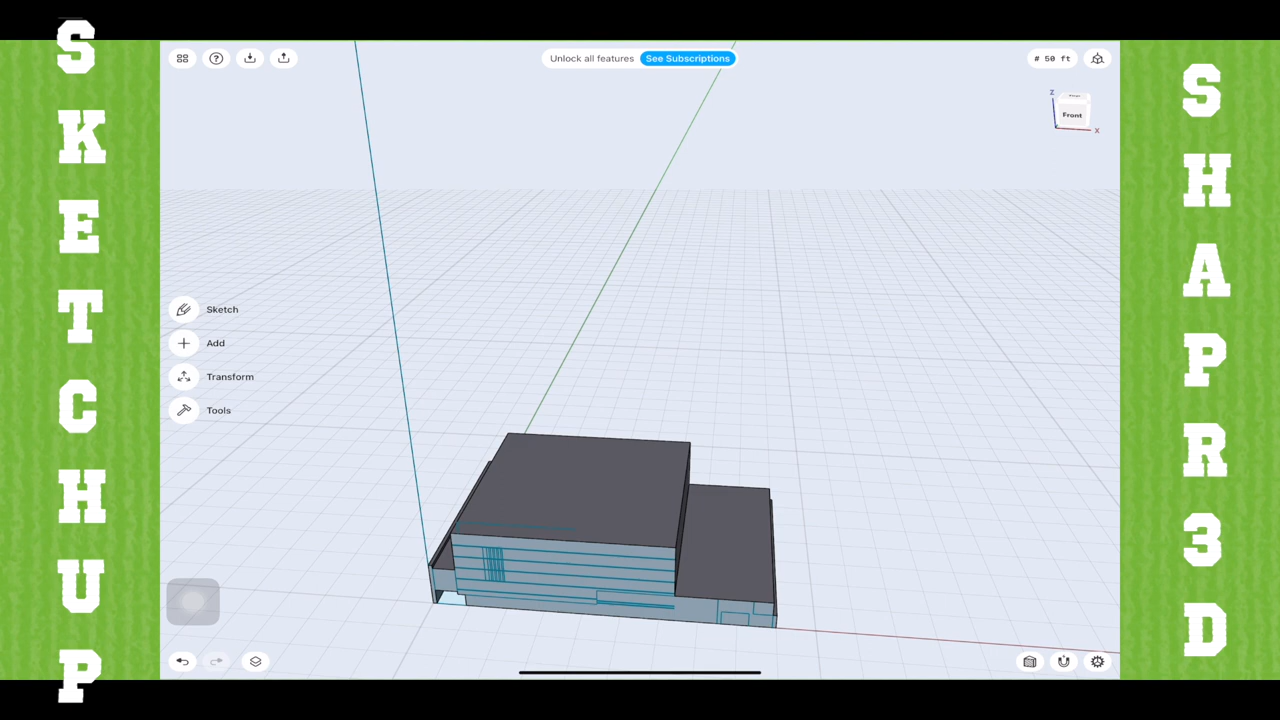 SKETCHUP
Unlock all features See Subscriptions
# 50 ft
Z
Front
X
Sketch
Add
Transform
Tools
SHAPR3D